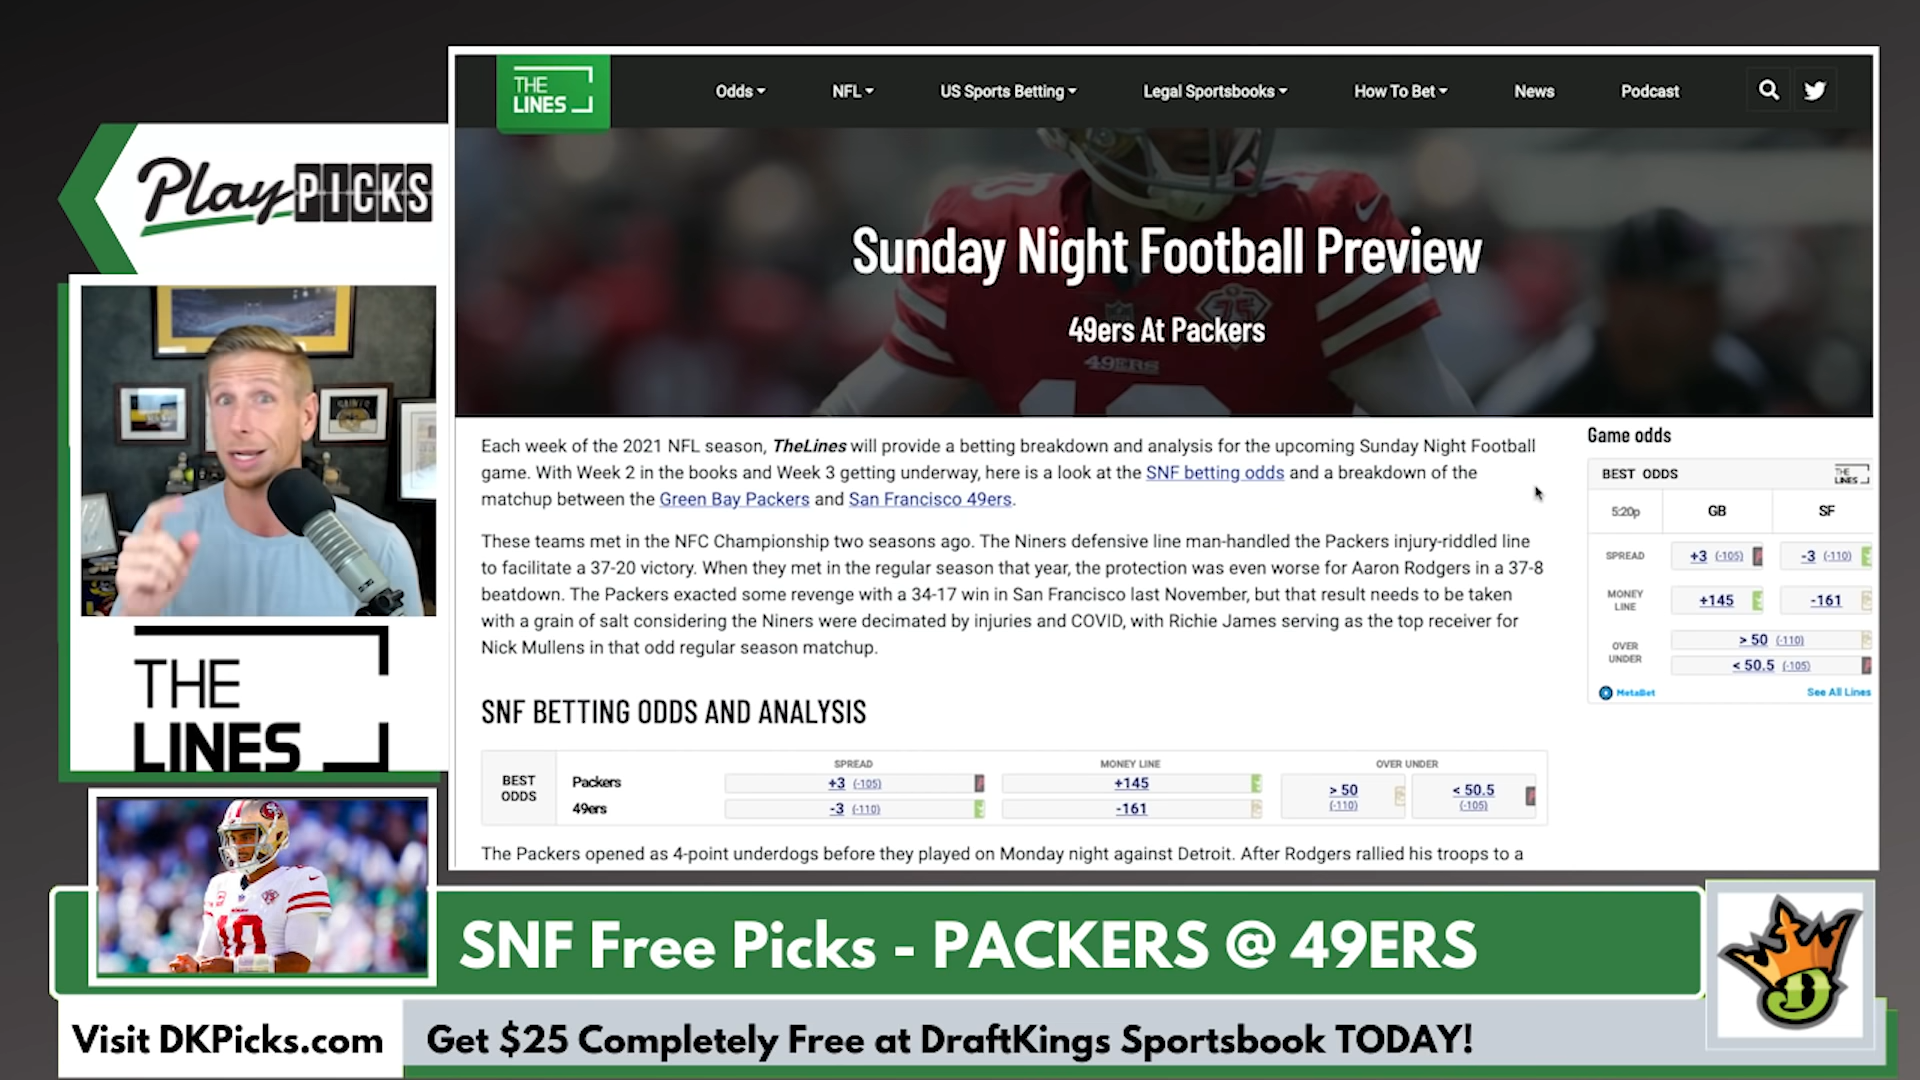 THE
LINES
Odds
NFL
US Sports Betting
Legal Sportsbooks
How To Bet
News
Podcast
Play PICKS
Sunday Night Football Preview
49ers At Packers
49ERS
Each week of the 2021 NFL season, TheLines will provide a betting breakdown and analysis for the upcoming Sunday Night Football
game. With Week 2 in the books and Week 3 getting underway, here is a look at the SNF betting odds and a breakdown of the
matchup between the Green Bay Packers and San Francisco 49ers.
These teams met in the NFC Championship two seasons ago. The Niners defensive line man-handled the Packers injury-riddled line
to facilitate a 37-20 victory. When they met in the regular season that year, the protection was even worse for Aaron Rodgers in a 37-8
beatdown. The Packers exacted some revenge with a 34-17 win in San Francisco last November, but that result needs to be taken
with a grain of salt considering the Niners were decimated by injuries and COVID, with Richie James serving as the top receiver for
Nick Mullens in that odd regular season matchup.
SNF BETTING ODDS AND ANALYSIS
BEST
ODDS
SPREAD
MONEY LINE
OVER UNDER
Packers
+3 (-105)
+145
49ers
-3 (-110)
-161
> 50
(-110)
< 50.5
(-105)
The Packers opened as 4-point underdogs before they played on Monday night against Detroit. After Rodgers rallied his troops to a
Game odds
BEST ODDS
THE
LINES
5:20p
GB
SF
SPREAD
+3 (-105)
-3 (-110)
MONEY
LINE
+145
-161
OVER
UNDER
> 50 (-110)
< 50.5 (-105)
MetaBet
See All Lines
THE
LINES
10
SNF Free Picks - PACKERS @ 49ERS
D
Visit DKPicks.com
Get $25 Completely Free at DraftKings Sportsbook TODAY!